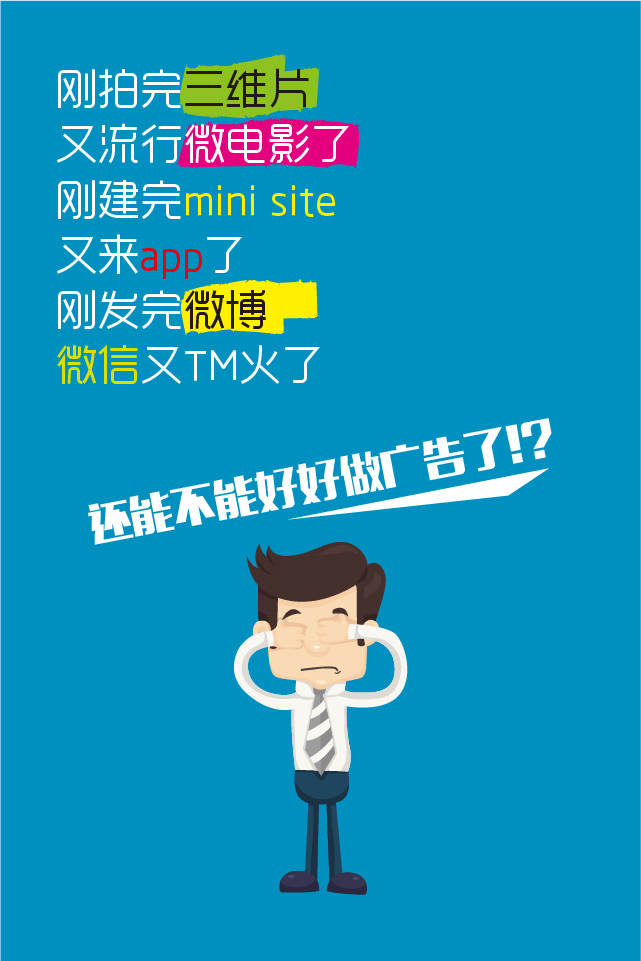 刚拍完三维片
又流行微电影了
刚建完mini site
又来app了
刚发完微博
微信又TM火了
还能不能好好做广告了!?